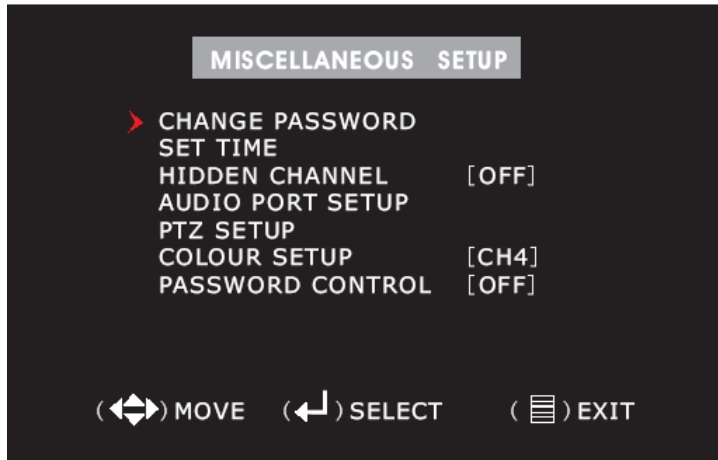 MISCELLANEOUS SETUP
CHANGE PASSWORD
SET TIME
HIDDEN CHANNEL [OFF]
AUDIO PORT SETUP
PTZ SETUP
COLOUR SETUP [CH4]
PASSWORD CONTROL [OFF]
( ) MOVE ( ) SELECT ( ) EXIT